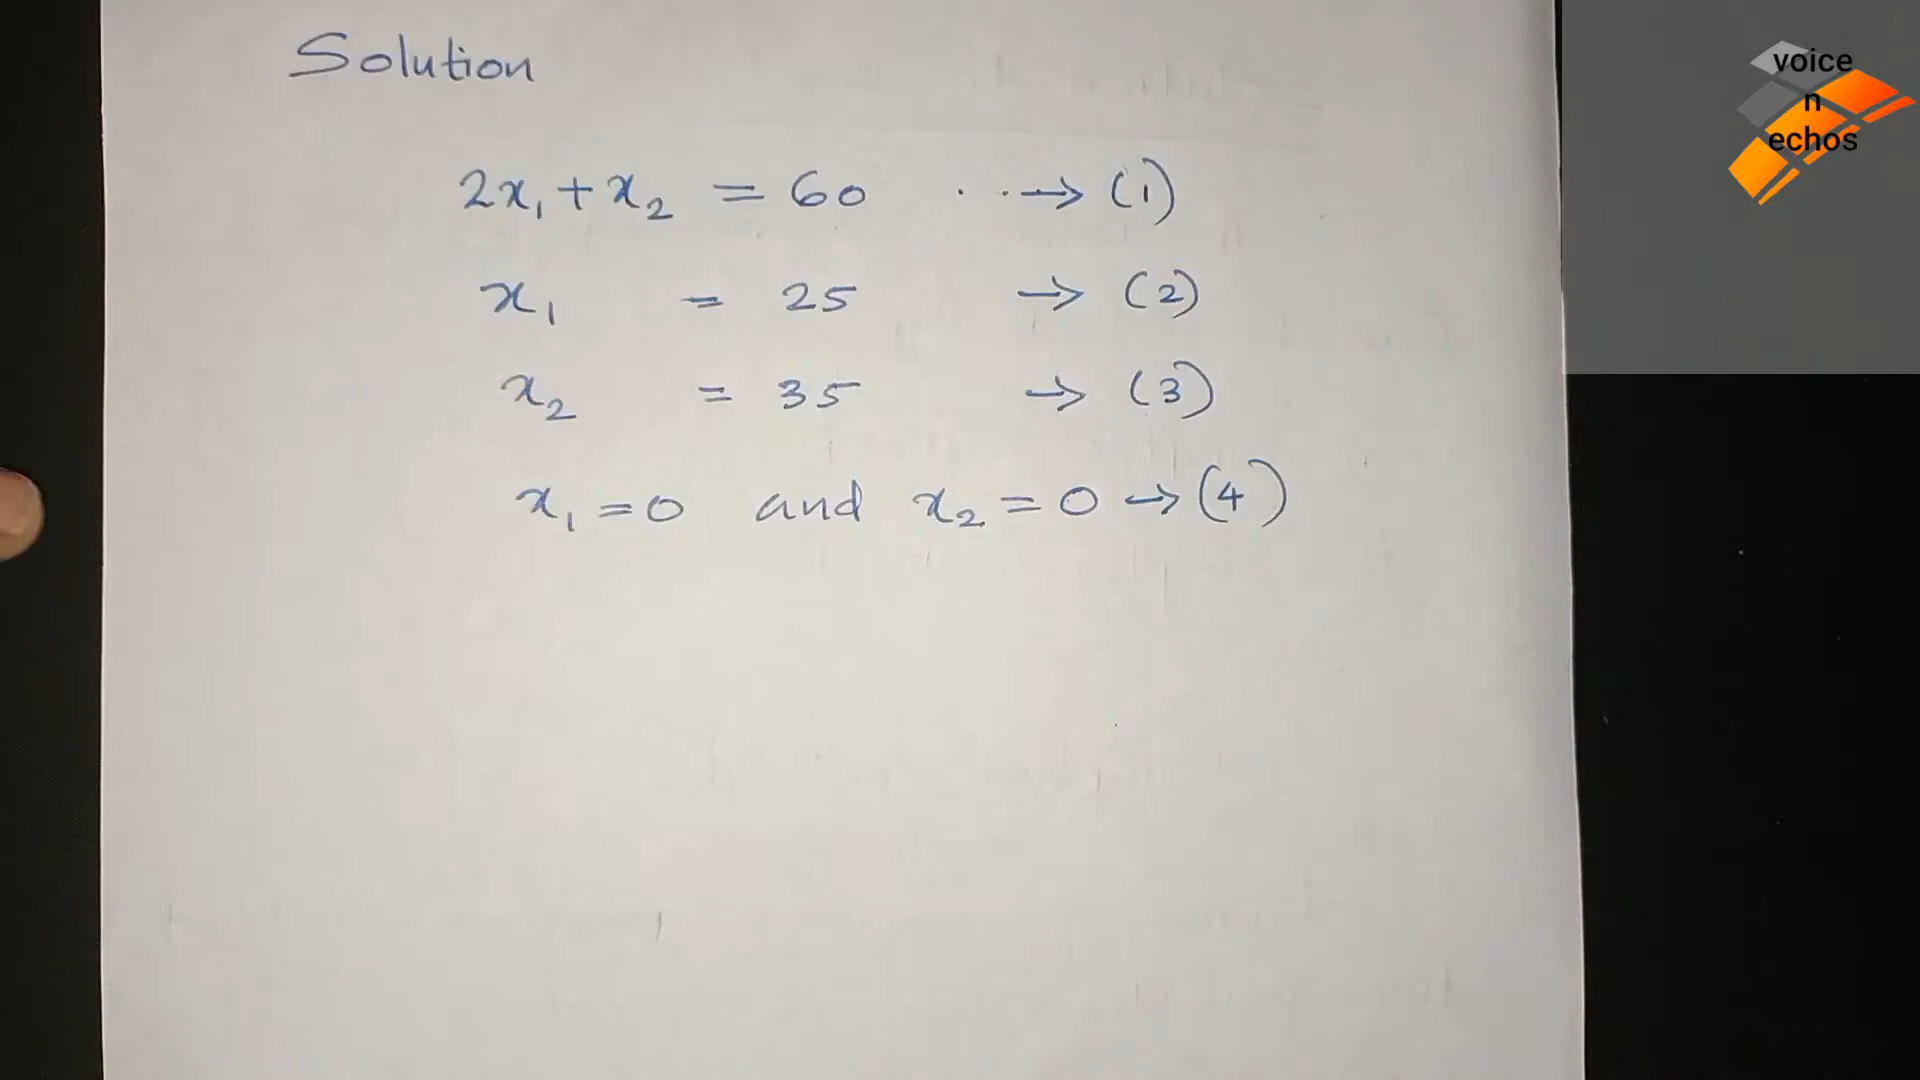 Solution
2x₁ + x₂ = 60 ..→ (1)
x₁ = 25 → (2)
x₂ = 35 → (3)
x₁ = 0 and x₂ = 0 → (4)
voice
n
echos